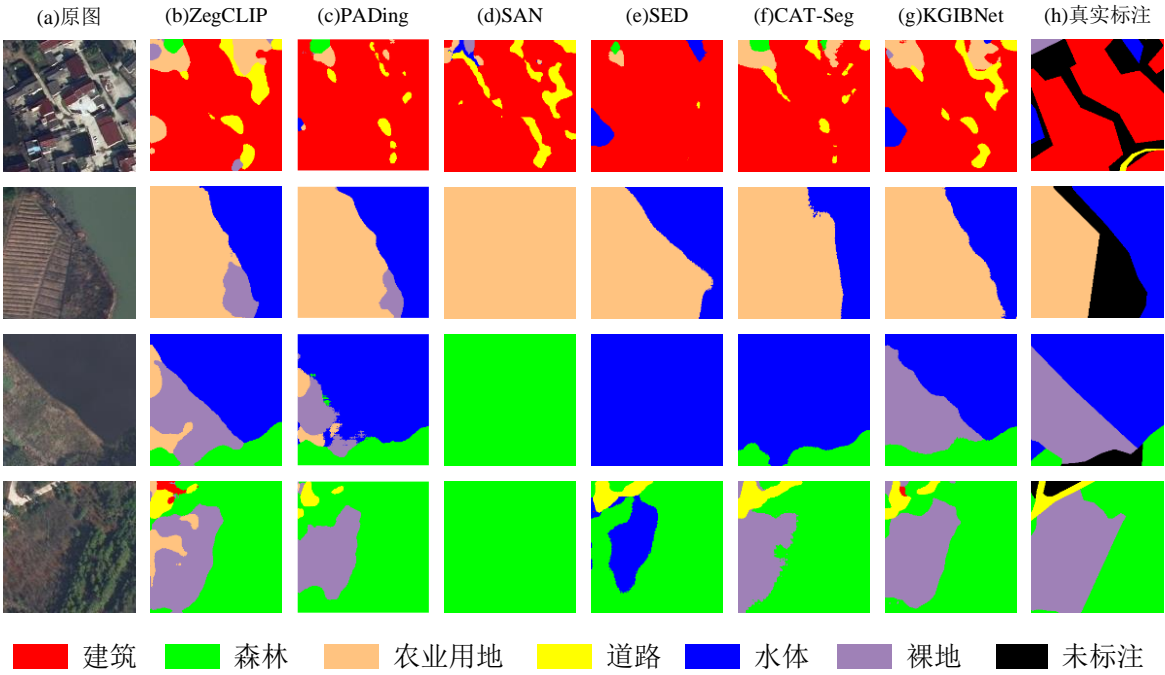 (a)原图 (b)ZegCLIP (c)PADing (d)SAN (e)SED (f)CAT-Seg (g)KGIBNet (h)真实标注
建筑 森林 农业用地 道路 水体 裸地 未标注